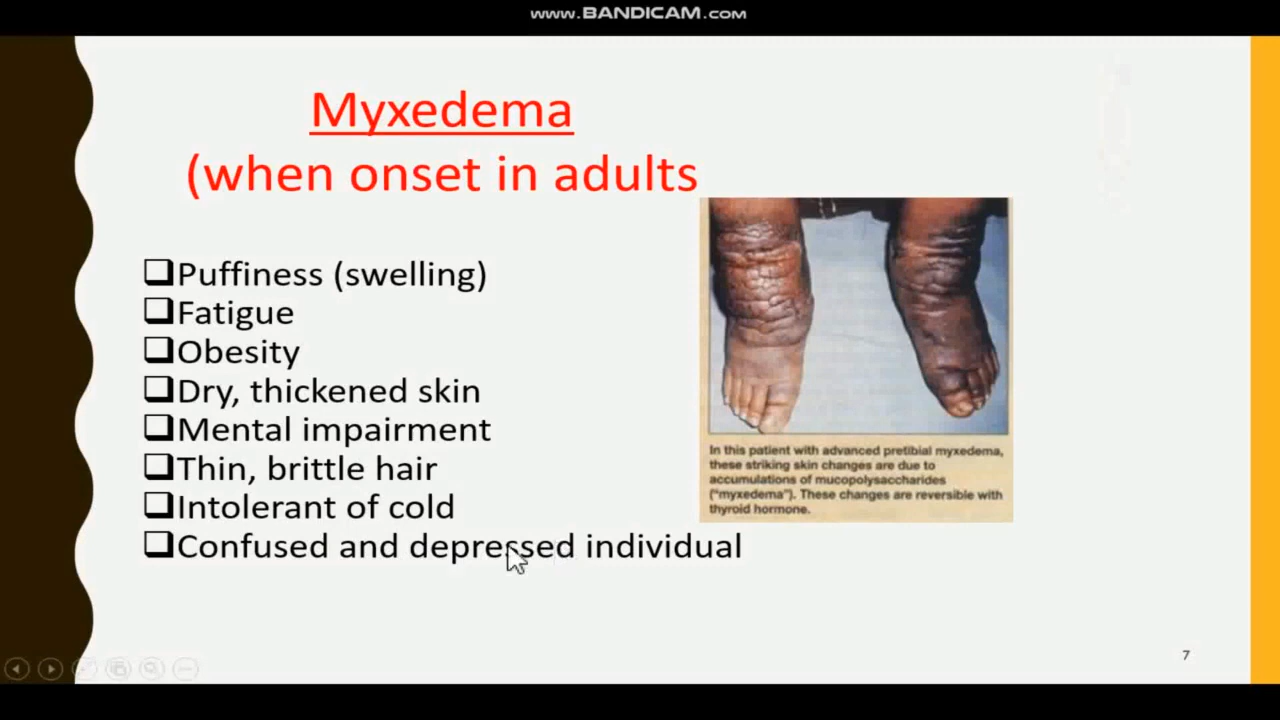 www.BANDICAM.com
Myxedema
(when onset in adults
Puffiness (swelling)
Fatigue
Obesity
Dry, thickened skin
Mental impairment
Thin, brittle hair
Intolerant of cold
Confused and depressed individual
In this patient with advanced pretibial myxedema,
these striking skin changes are due to
accumulations of mucopolysaccharides
("myxedema"). These changes are reversible with
thyroid hormone.
7